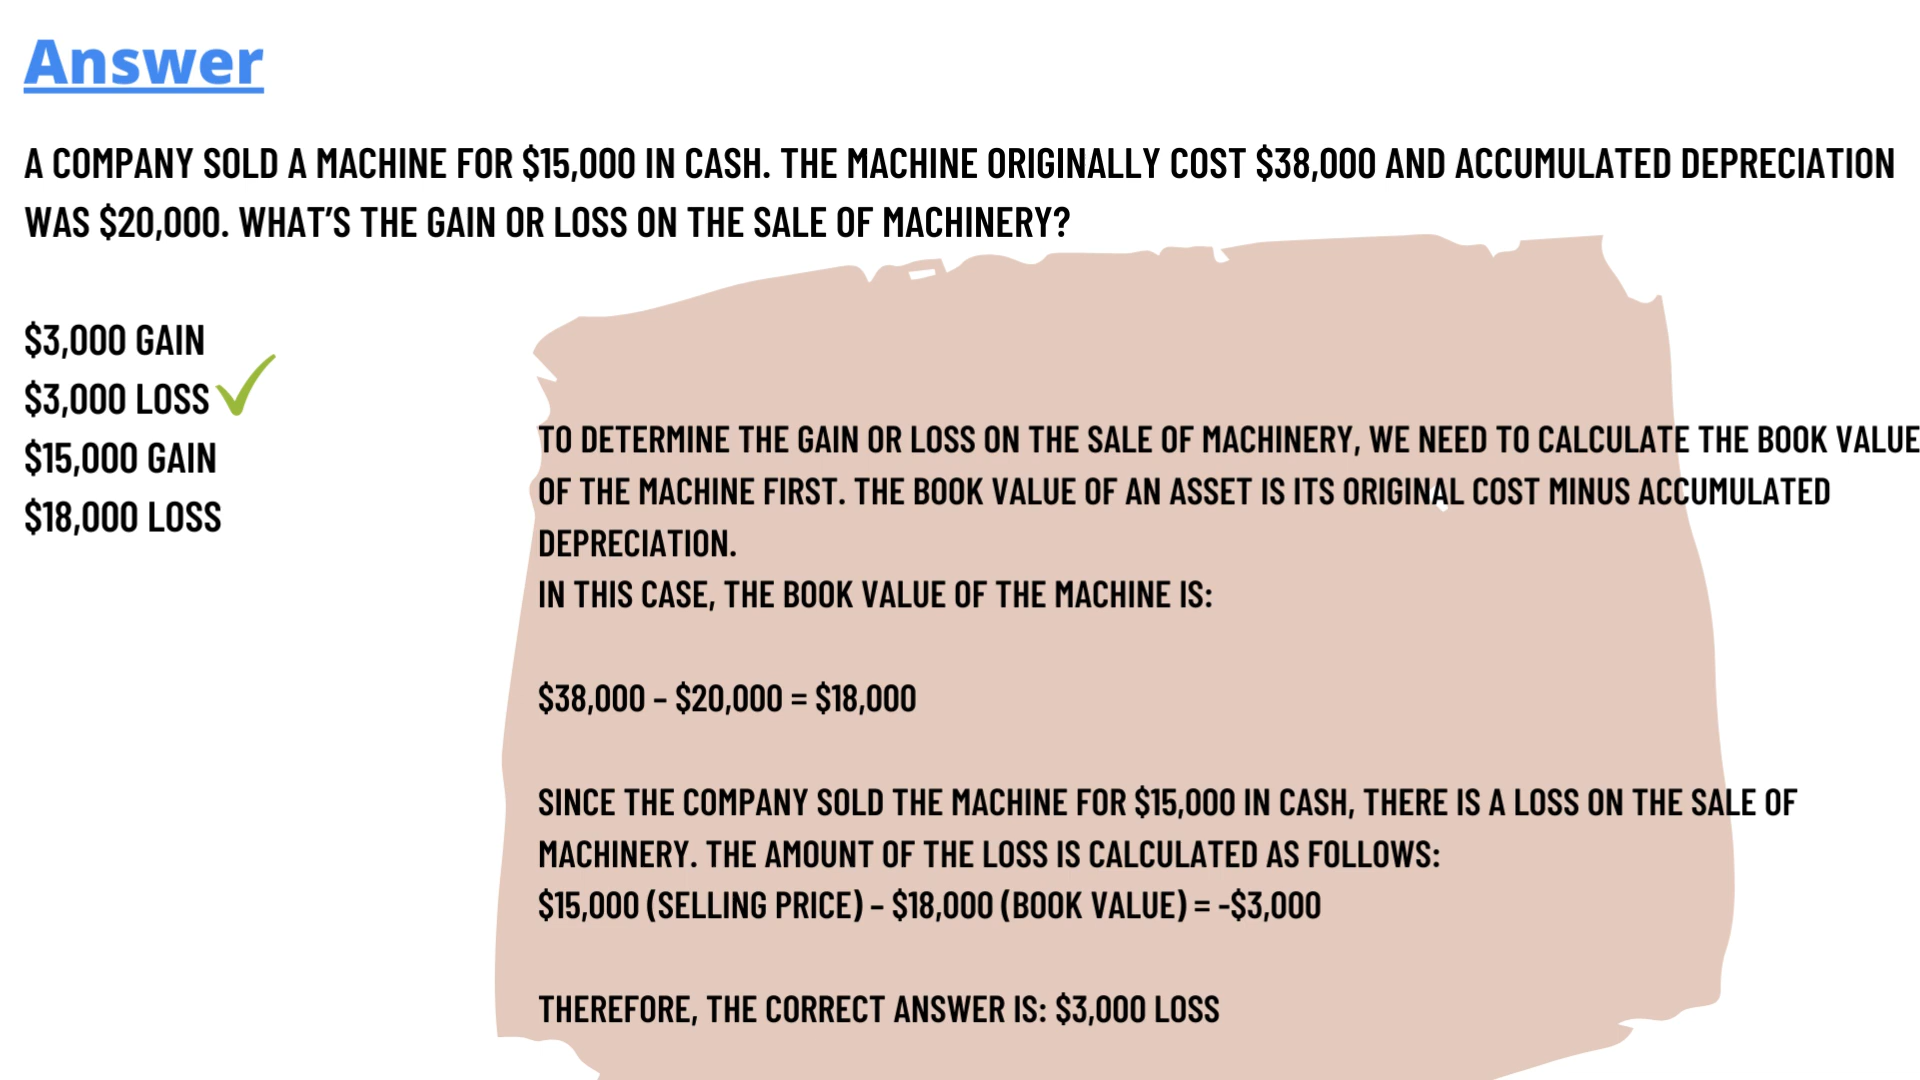 Answer
A COMPANY SOLD A MACHINE FOR $15,000 IN CASH. THE MACHINE ORIGINALLY COST $38,000 AND ACCUMULATED DEPRECIATION
WAS $20,000. WHAT’S THE GAIN OR LOSS ON THE SALE OF MACHINERY?
$3,000 GAIN
$3,000 LOSS
$15,000 GAIN
$18,000 LOSS
TO DETERMINE THE GAIN OR LOSS ON THE SALE OF MACHINERY, WE NEED TO CALCULATE THE BOOK VALUE
OF THE MACHINE FIRST. THE BOOK VALUE OF AN ASSET IS ITS ORIGINAL COST MINUS ACCUMULATED
DEPRECIATION.
IN THIS CASE, THE BOOK VALUE OF THE MACHINE IS:
$38,000 – $20,000 = $18,000
SINCE THE COMPANY SOLD THE MACHINE FOR $15,000 IN CASH, THERE IS A LOSS ON THE SALE OF
MACHINERY. THE AMOUNT OF THE LOSS IS CALCULATED AS FOLLOWS:
$15,000 (SELLING PRICE) – $18,000 (BOOK VALUE) = -$3,000
THEREFORE, THE CORRECT ANSWER IS: $3,000 LOSS